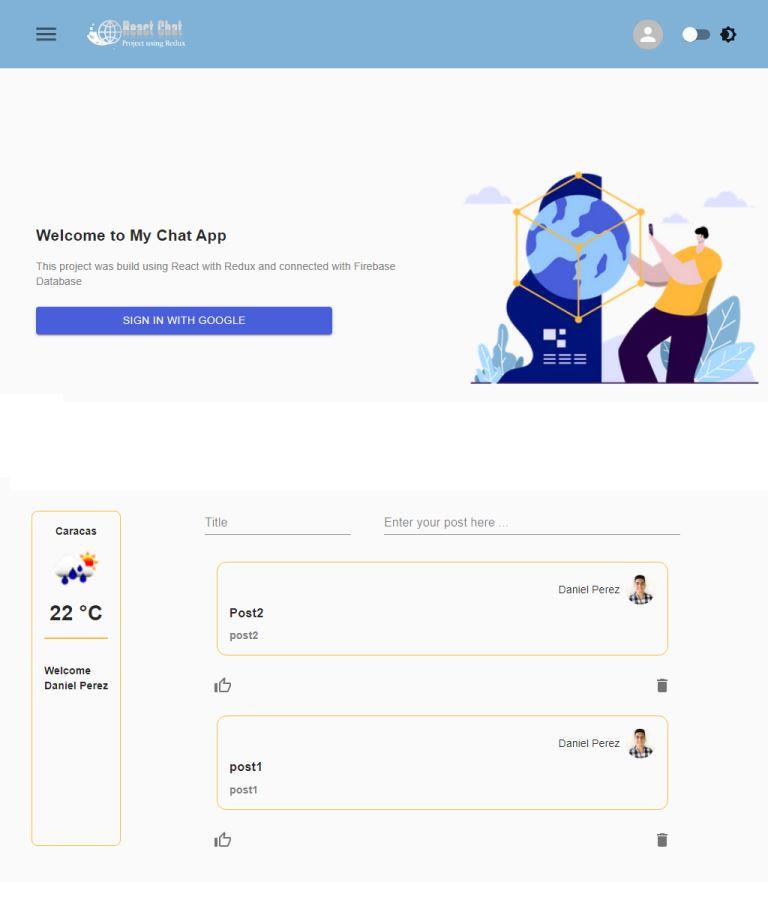 React Chat
Project using Redux
Welcome to My Chat App
This project was build using React with Redux and connected with Firebase
Database
SIGN IN WITH GOOGLE
Caracas
22 °C
Welcome
Daniel Perez
Title
Enter your post here ...
Daniel Perez
Post2
post2
Daniel Perez
post1
post1